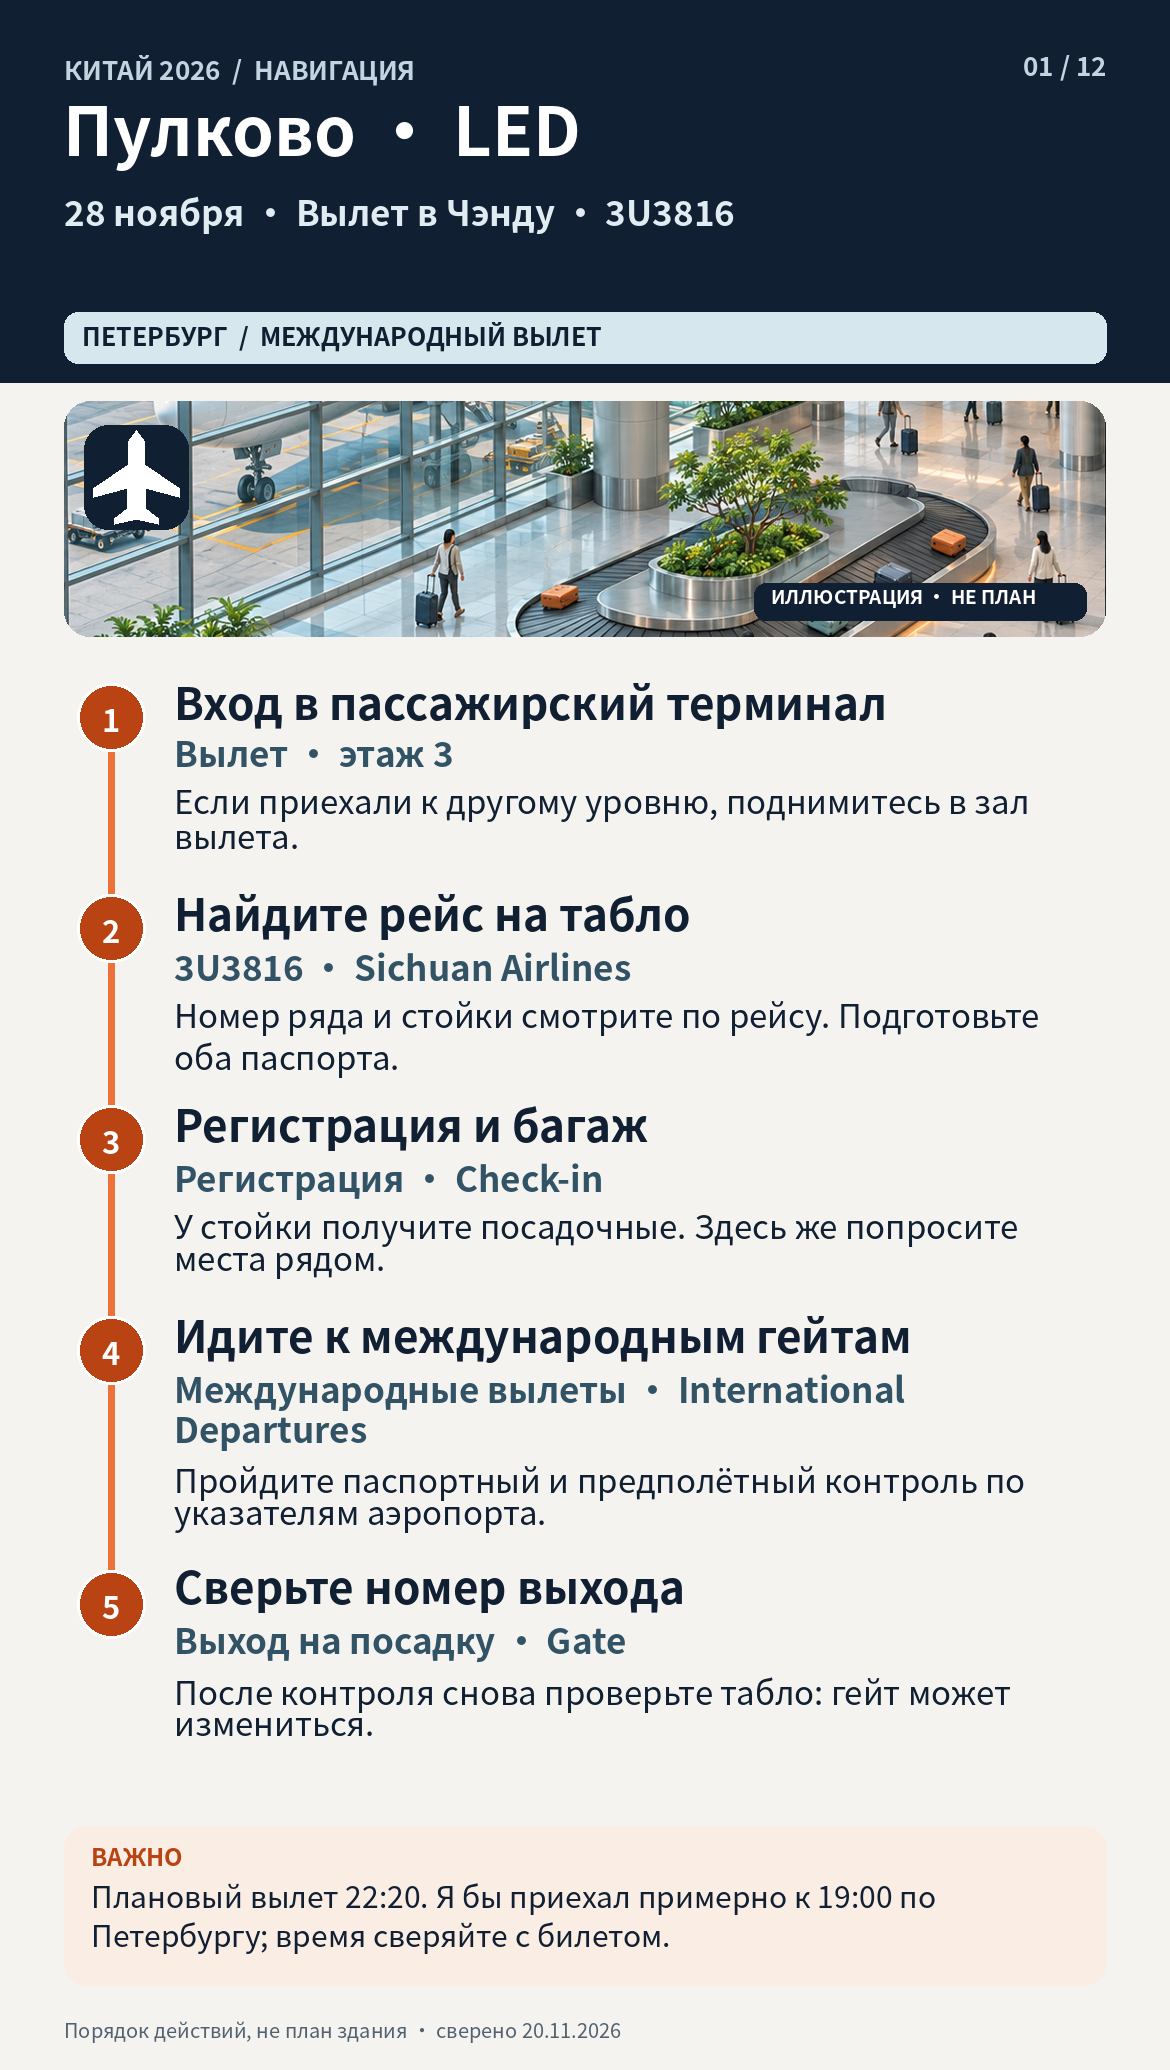 КИТАЙ 2026 / НАВИГАЦИЯ
01 / 12
Пулково • LED
28 ноября • Вылет в Чэнду • 3U3816
ПЕТЕРБУРГ / МЕЖДУНАРОДНЫЙ ВЫЛЕТ
ИЛЛЮСТРАЦИЯ • НЕ ПЛАН
1
Вход в пассажирский терминал
Вылет • этаж 3
Если приехали к другому уровню, поднимитесь в зал
вылета.
2
Найдите рейс на табло
3U3816 • Sichuan Airlines
Номер ряда и стойки смотрите по рейсу. Подготовьте
оба паспорта.
3
Регистрация и багаж
Регистрация • Check-in
У стойки получите посадочные. Здесь же попросите
места рядом.
4
Идите к международным гейтам
Международные вылеты • International
Departures
Пройдите паспортный и предполётный контроль по
указателям аэропорта.
5
Сверьте номер выхода
Выход на посадку • Gate
После контроля снова проверьте табло: гейт может
измениться.
ВАЖНО
Плановый вылет 22:20. Я бы приехал примерно к 19:00 по
Петербургу; время сверяйте с билетом.
Порядок действий, не план здания • сверено 20.11.2026